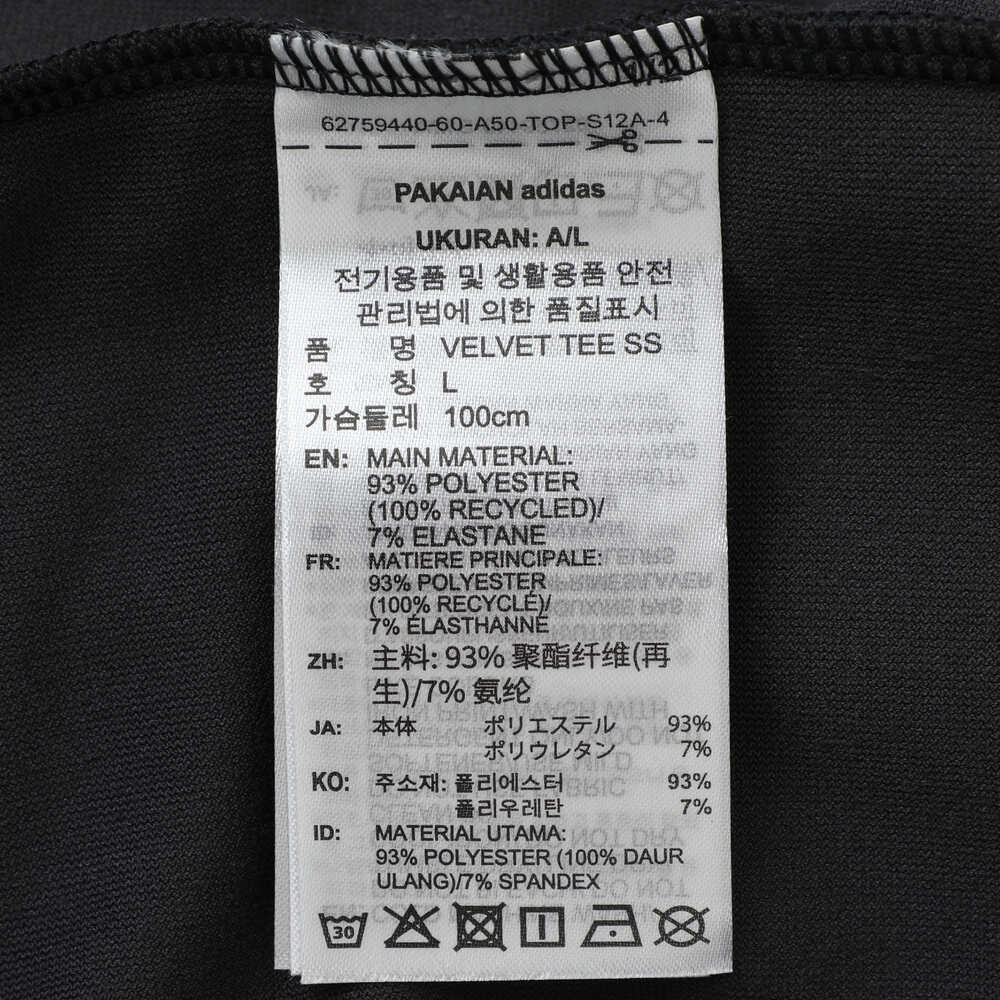 62759440-60-A50-TOP-S12A-4
PAKAIAN adidas
UKURAN: A/L
전기용품 및 생활용품 안전
관리법에 의한 품질표시
품 명 VELVET TEE SS
호 칭 L
가슴둘레 100cm
EN: MAIN MATERIAL:
93% POLYESTER
(100% RECYCLED)/
7% ELASTANE
FR: MATIERE PRINCIPALE:
93% POLYESTER
(100% RECYCLÉ)/
7% ÉLASTHANNE
ZH: 主料: 93% 聚酯纤维(再
生)/7% 氨纶
JA: 本体 ポリエステル 93%
ポリウレタン 7%
KO: 주소재: 폴리에스터 93%
폴리우레탄 7%
ID: MATERIAL UTAMA:
93% POLYESTER (100% DAUR
ULANG)/7% SPANDEX
30